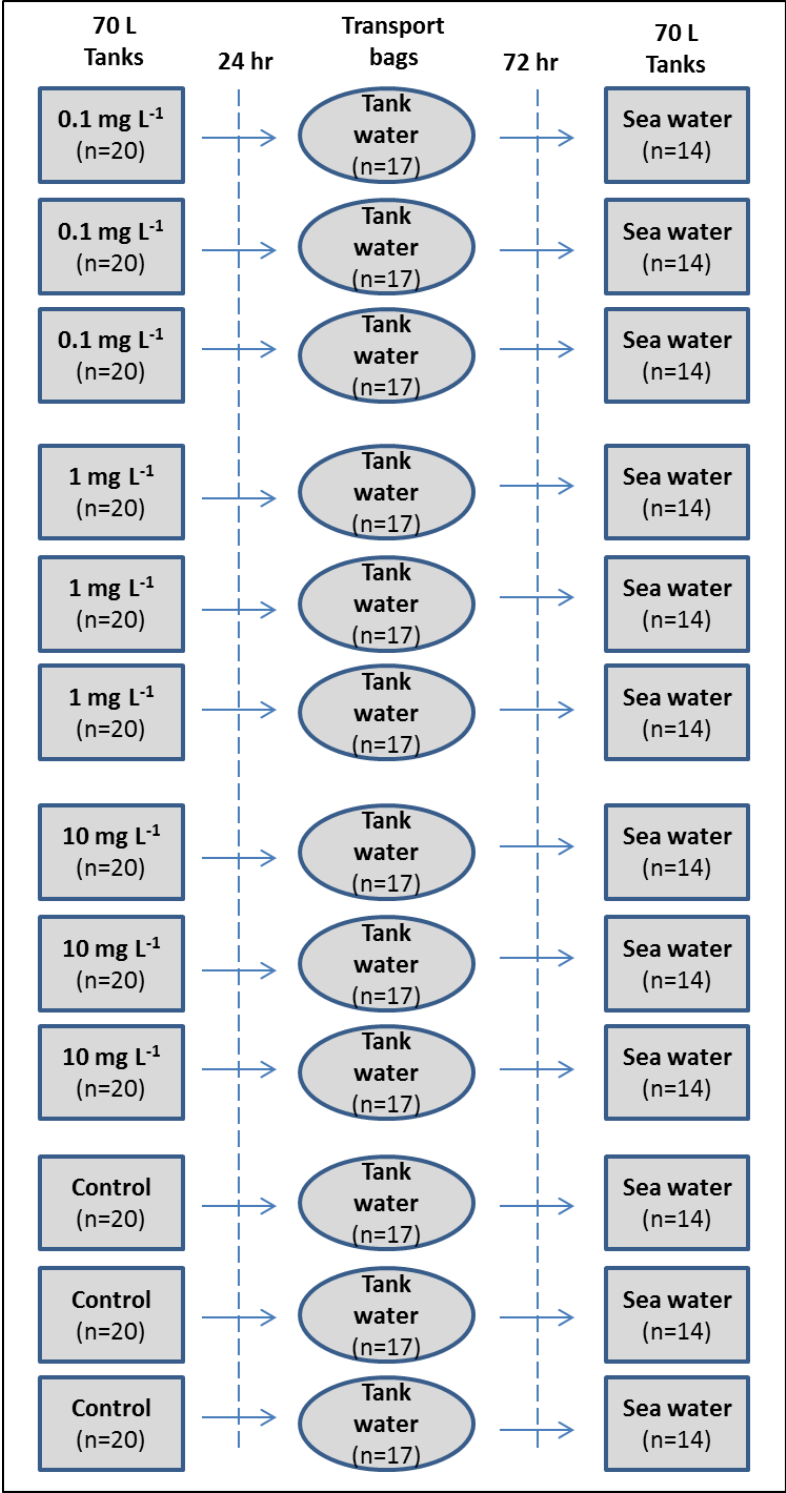 70 L
Tanks
24 hr
Transport
bags
72 hr
70 L
Tanks
0.1 mg L⁻¹
(n=20)
Tank
water
(n=17)
Sea water
(n=14)
0.1 mg L⁻¹
(n=20)
Tank
water
(n=17)
Sea water
(n=14)
0.1 mg L⁻¹
(n=20)
Tank
water
(n=17)
Sea water
(n=14)
1 mg L⁻¹
(n=20)
Tank
water
(n=17)
Sea water
(n=14)
1 mg L⁻¹
(n=20)
Tank
water
(n=17)
Sea water
(n=14)
1 mg L⁻¹
(n=20)
Tank
water
(n=17)
Sea water
(n=14)
10 mg L⁻¹
(n=20)
Tank
water
(n=17)
Sea water
(n=14)
10 mg L⁻¹
(n=20)
Tank
water
(n=17)
Sea water
(n=14)
10 mg L⁻¹
(n=20)
Tank
water
(n=17)
Sea water
(n=14)
Control
(n=20)
Tank
water
(n=17)
Sea water
(n=14)
Control
(n=20)
Tank
water
(n=17)
Sea water
(n=14)
Control
(n=20)
Tank
water
(n=17)
Sea water
(n=14)